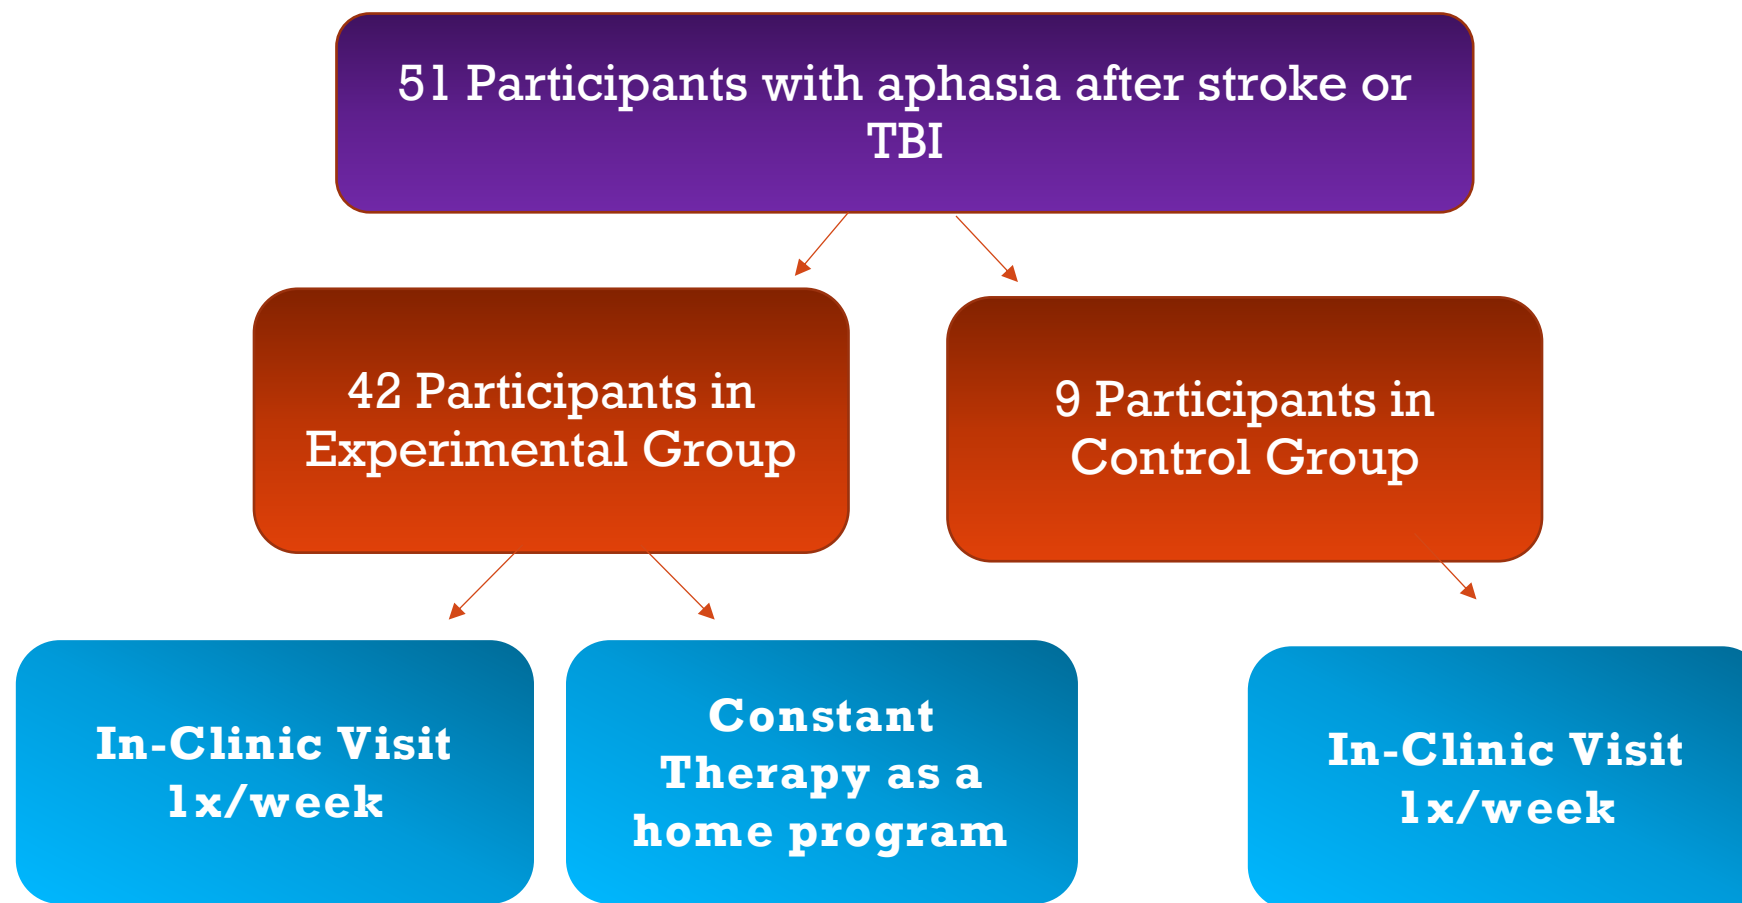 51 Participants with aphasia after stroke or
TBI
42 Participants in
Experimental Group
9 Participants in
Control Group
In-Clinic Visit
1x/week
Constant
Therapy as a
home program
In-Clinic Visit
1x/week